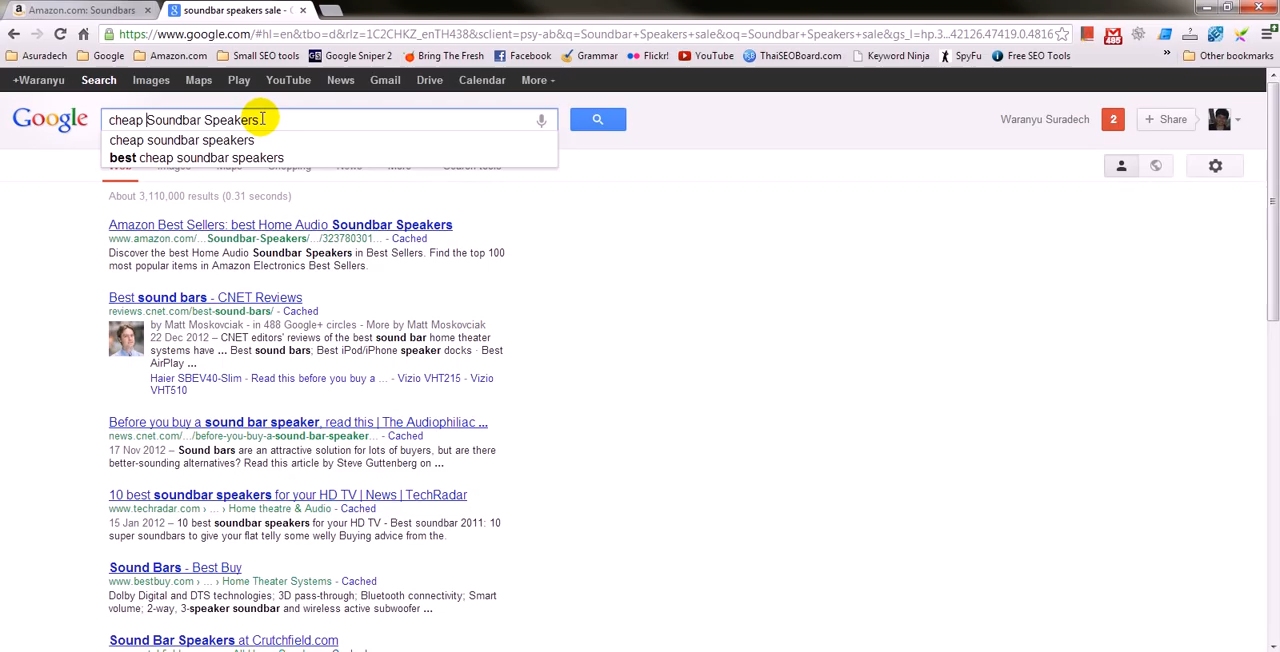 Amazon.com: Soundbars
soundbar speakers sale -
https://www.google.com/#hl=en&tbo=d&rlz=1C2CHKZ_enTH438&sclient=psy-ab&q=Soundbar+Speakers+sale&oq=Soundbar+Speakers+sale&gs_l=hp.3...42126.47419.0.4816
485
Asuradech
Google
Amazon.com
Small SEO tools
Google Sniper 2
Bring The Fresh
Facebook
Grammar
Flickr!
YouTube
ThaiSEOBoard.com
Keyword Ninja
SpyFu
Free SEO Tools
»
Other bookmarks
+Waranyu Search Images Maps Play YouTube News Gmail Drive Calendar More
Google
cheap Soundbar Speakers
Waranyu Suradech 2 + Share
cheap soundbar speakers
best cheap soundbar speakers
About 3,110,000 results (0.31 seconds)
Amazon Best Sellers: best Home Audio Soundbar Speakers
www.amazon.com/...Soundbar-Speakers/.../323780301... - Cached
Discover the best Home Audio Soundbar Speakers in Best Sellers. Find the top 100
most popular items in Amazon Electronics Best Sellers.
Best sound bars - CNET Reviews
reviews.cnet.com/best-sound-bars/ - Cached
by Matt Moskovciak - in 488 Google+ circles - More by Matt Moskovciak
22 Dec 2012 – CNET editors' reviews of the best sound bar home theater
systems have ... Best sound bars; Best iPod/iPhone speaker docks · Best
AirPlay ...
Haier SBEV40-Slim - Read this before you buy a ... - Vizio VHT215 - Vizio
VHT510
Before you buy a sound bar speaker, read this | The Audiophiliac ...
news.cnet.com/.../before-you-buy-a-sound-bar-speaker... - Cached
17 Nov 2012 – Sound bars are an attractive solution for lots of buyers, but are there
better-sounding alternatives? Read this article by Steve Guttenberg on ...
10 best soundbar speakers for your HD TV | News | TechRadar
www.techradar.com › ... › Home theatre & Audio - Cached
15 Jan 2012 – 10 best soundbar speakers for your HD TV - Best soundbar 2011: 10
super soundbars to give your flat telly some welly Buying advice from the.
Sound Bars - Best Buy
www.bestbuy.com › ... › Home Theater Systems - Cached
Dolby Digital and DTS technologies; 3D pass-through; Bluetooth connectivity; Smart
volume; 2-way, 3-speaker soundbar and wireless active subwoofer ...
Sound Bar Speakers at Crutchfield.com